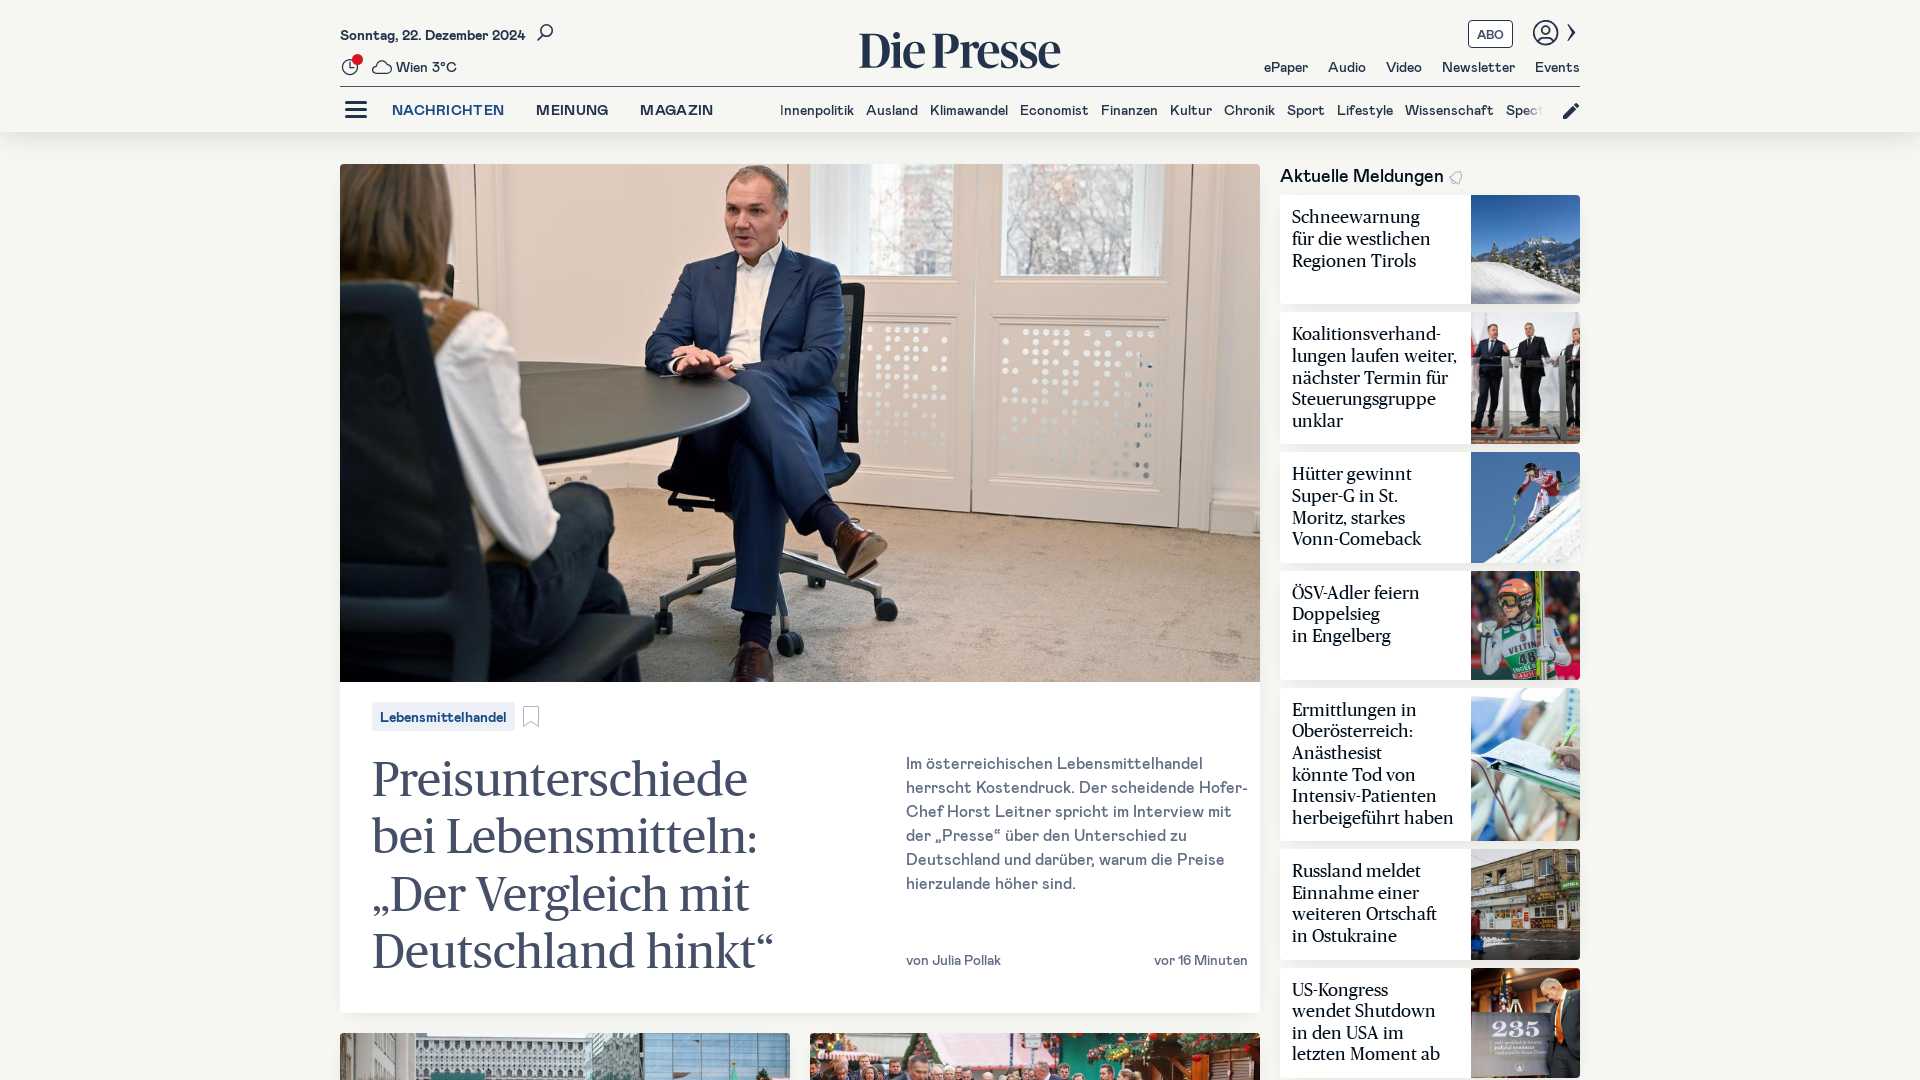 Sonntag, 22. Dezember 2024
Wien 3°C
Die Presse
ABO
ePaper Audio Video Newsletter Events
NACHRICHTEN MEINUNG MAGAZIN
Innenpolitik Ausland Klimawandel Economist Finanzen Kultur Chronik Sport Lifestyle Wissenschaft Spect
Lebensmittelhandel
Preisunterschiede
bei Lebensmitteln:
„Der Vergleich mit
Deutschland hinkt“
Im österreichischen Lebensmittelhandel
herrscht Kostendruck. Der scheidende Hofer-
Chef Horst Leitner spricht im Interview mit
der „Presse“ über den Unterschied zu
Deutschland und darüber, warum die Preise
hierzulande höher sind.
von Julia Pollak
vor 16 Minuten
Aktuelle Meldungen
Schneewarnung
für die westlichen
Regionen Tirols
Koalitionsverhand-
lungen laufen weiter,
nächster Termin für
Steuerungsgruppe
unklar
Hütter gewinnt
Super-G in St.
Moritz, starkes
Vonn-Comeback
ÖSV-Adler feiern
Doppelsieg
in Engelberg
VELTINS
48
Ermittlungen in
Oberösterreich:
Anästhesist
könnte Tod von
Intensiv-Patienten
herbeigeführt haben
Russland meldet
Einnahme einer
weiteren Ortschaft
in Ostukraine
US-Kongress
wendet Shutdown
in den USA im
letzten Moment ab
235